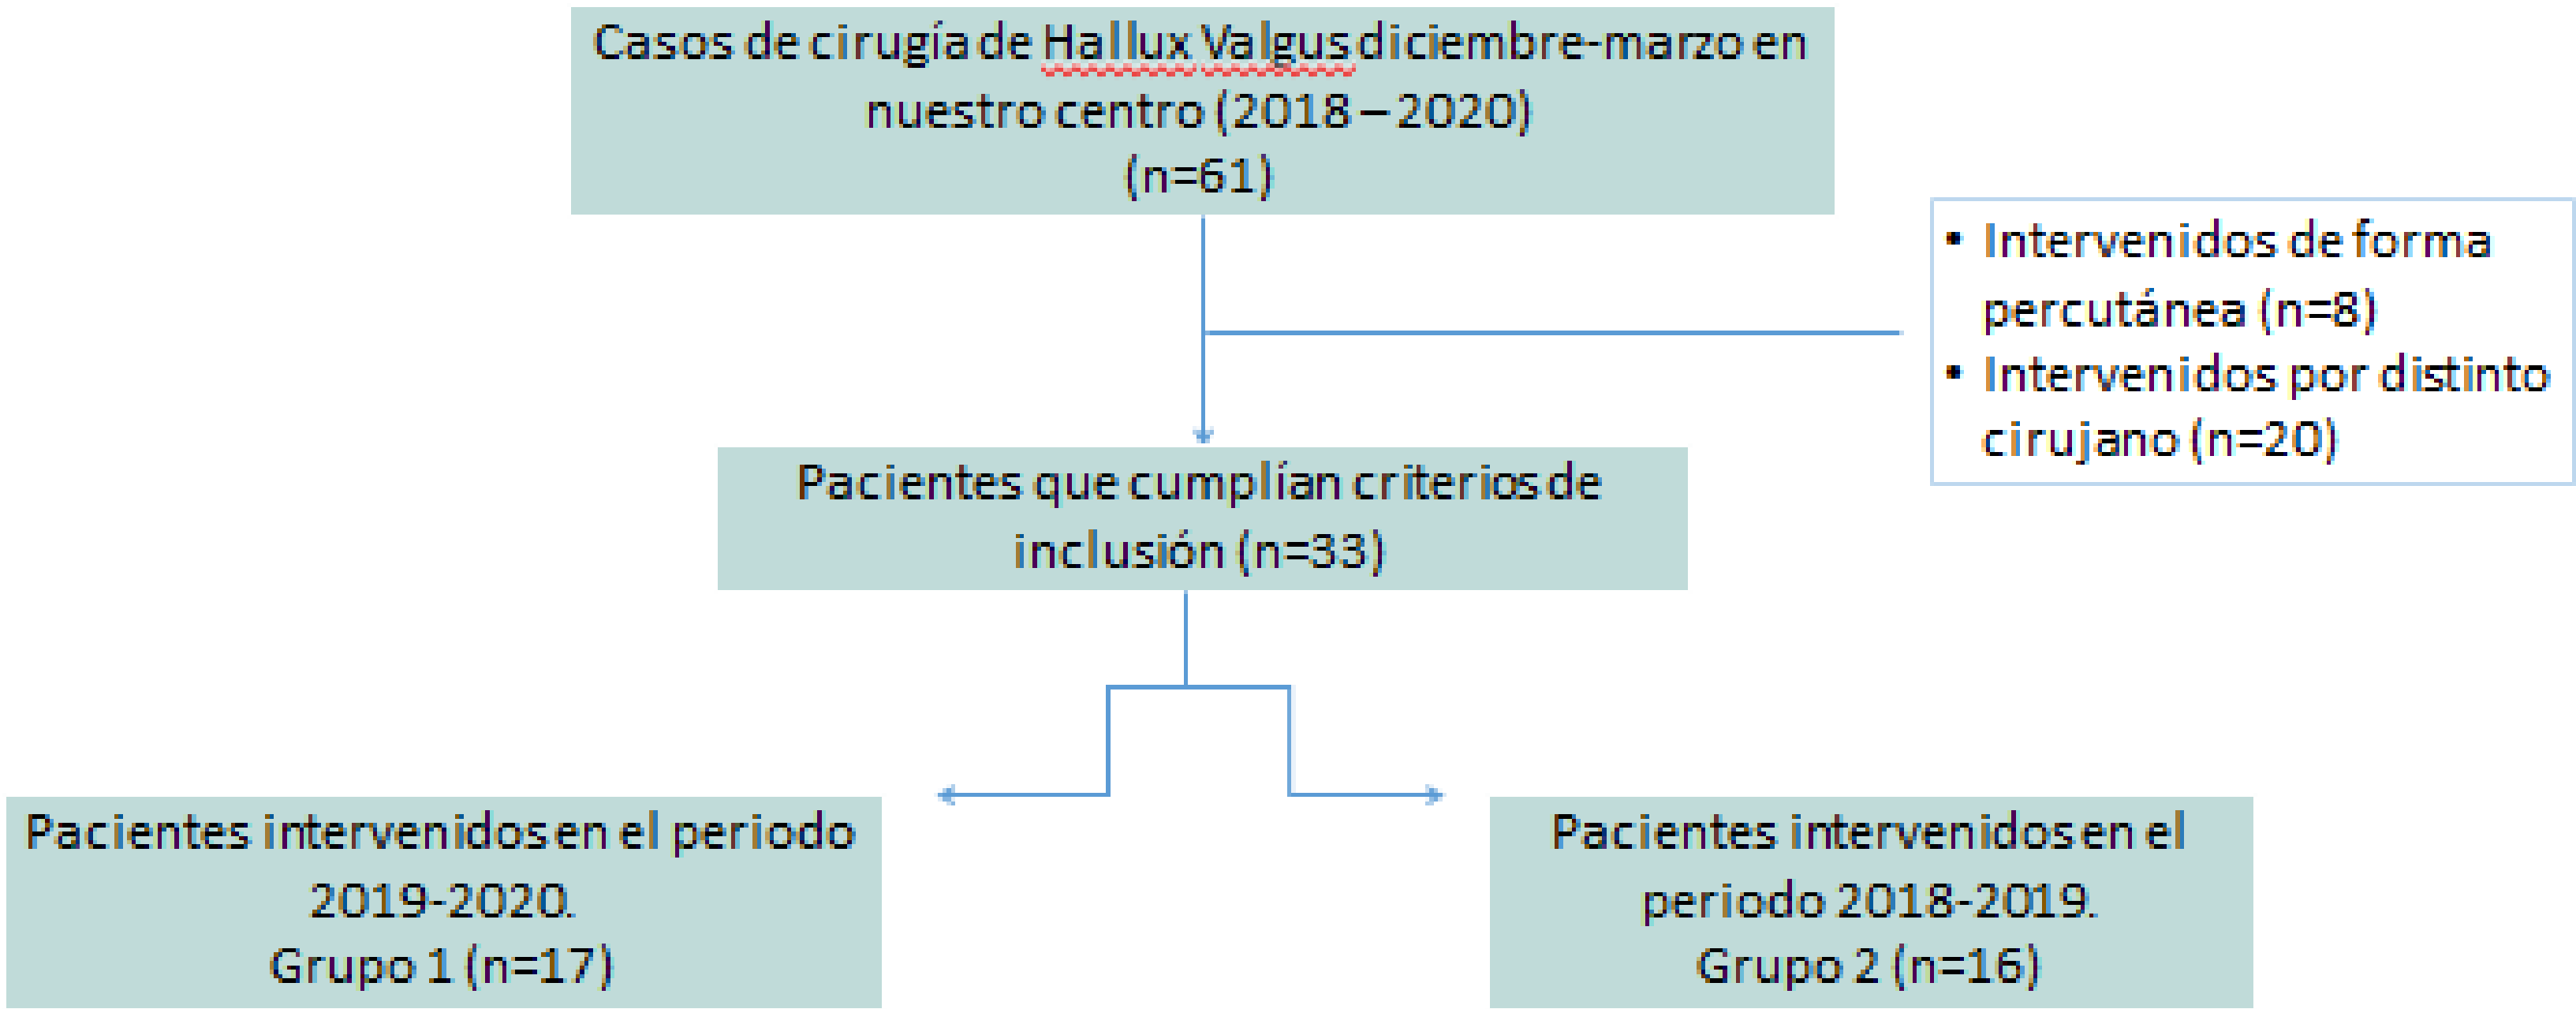 Casos de cirugía de Hallux Valgus diciembre-marzo en
nuestro centro (2018 – 2020)
(n=61)
• Intervenidos de forma
percutánea (n=8)
• Intervenidos por distinto
cirujano (n=20)
Pacientes que cumplían criterios de
inclusión (n=33)
Pacientes intervenidos en el periodo
2019-2020.
Grupo 1 (n=17)
Pacientes intervenidos en el
periodo 2018-2019.
Grupo 2 (n=16)